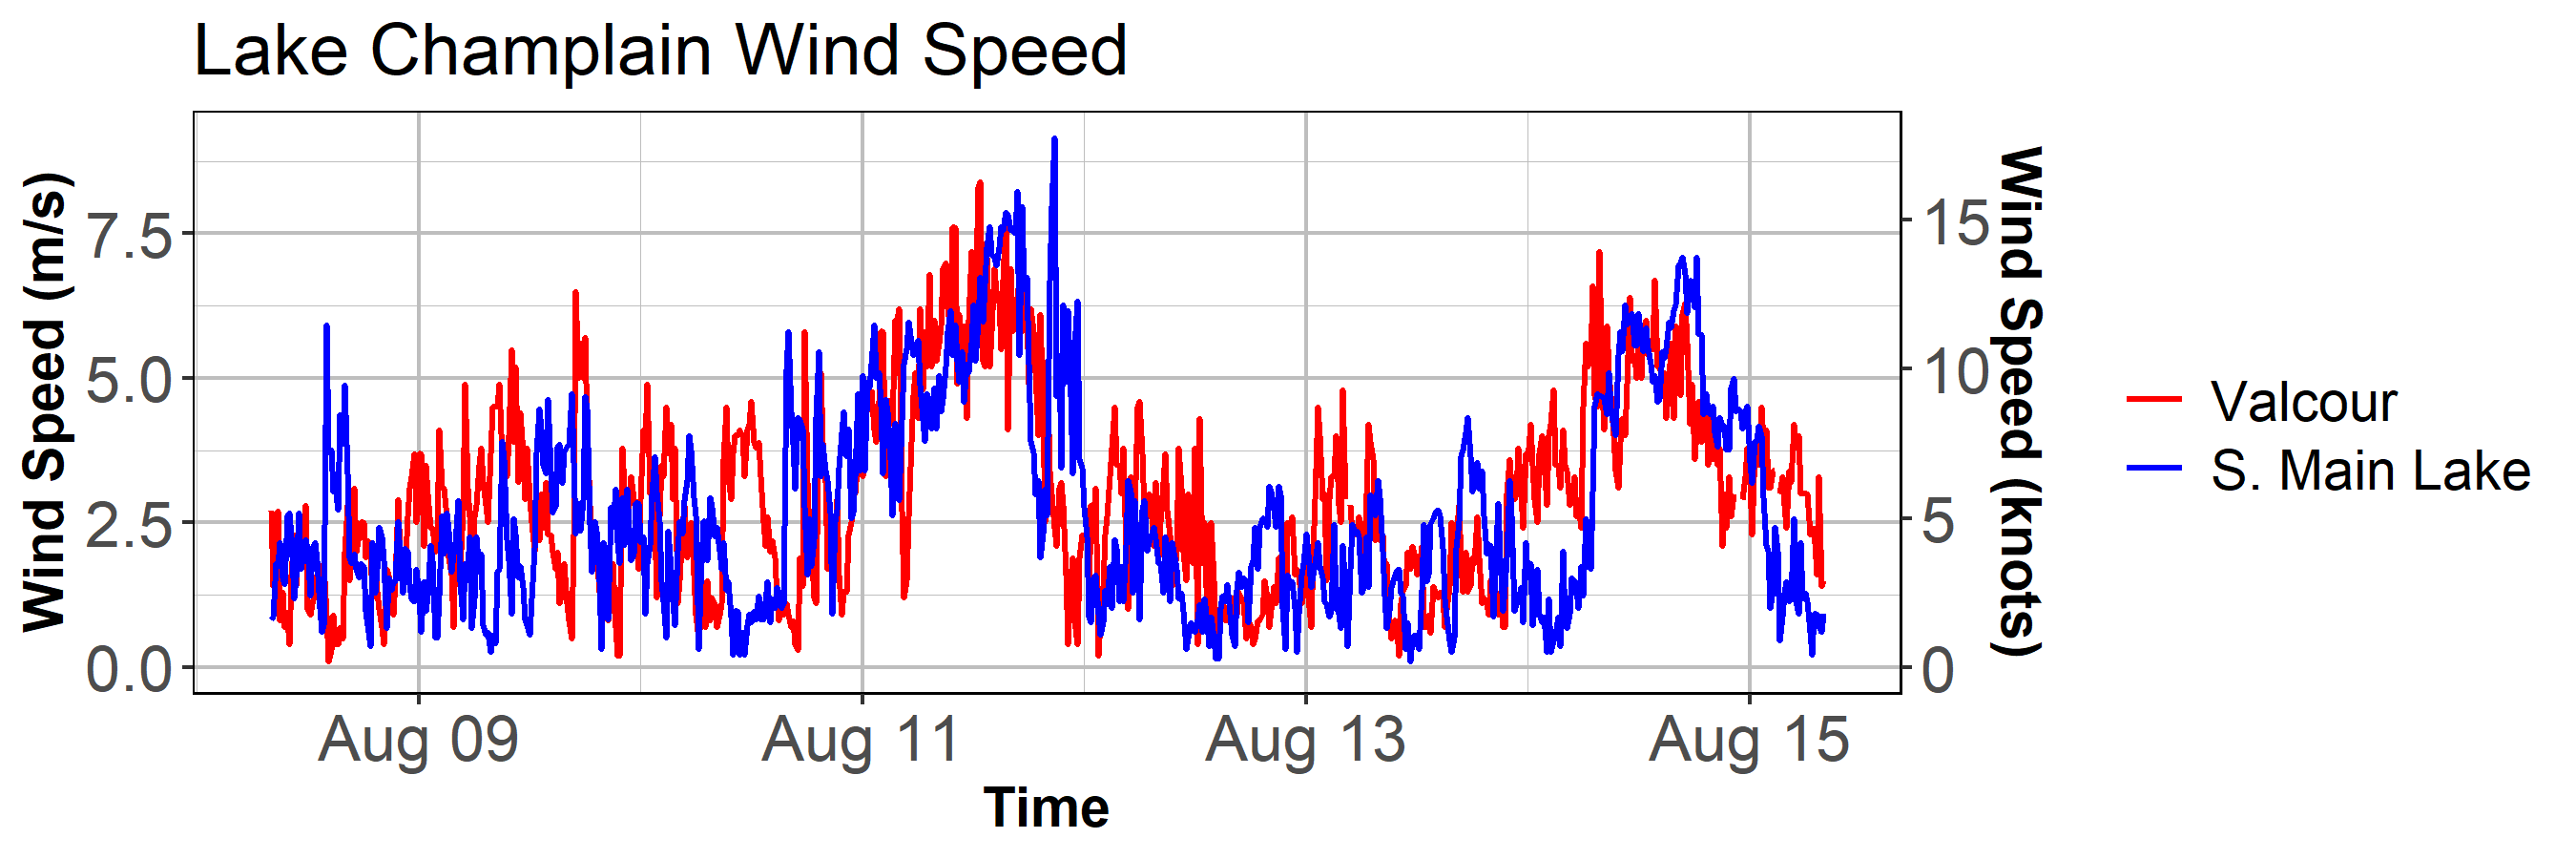 Lake Champlain Wind Speed
Wind Speed (m/s)
7.5
5.0
2.5
0.0
15
10
5
0
Wind Speed (knots)
Aug 09
Aug 11
Aug 13
Aug 15
Time
Valcour
S. Main Lake